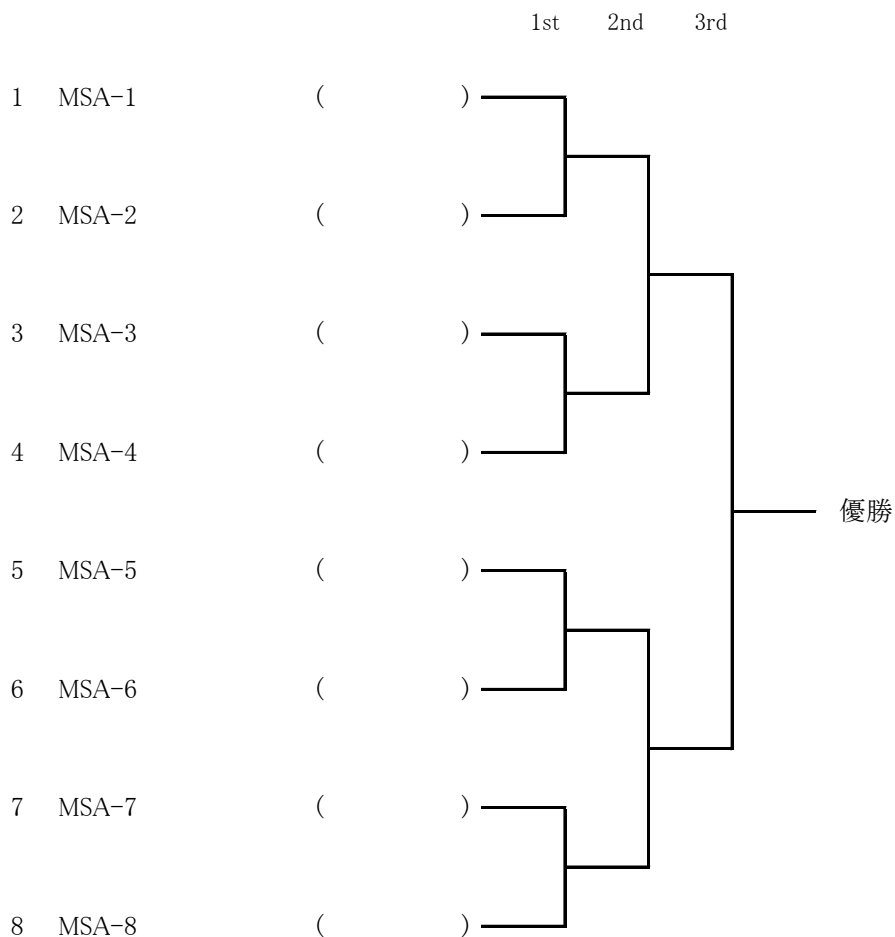 1st 2nd 3rd
1 MSA-1 ( )
2 MSA-2 ( )
3 MSA-3 ( )
4 MSA-4 ( )
優勝
5 MSA-5 ( )
6 MSA-6 ( )
7 MSA-7 ( )
8 MSA-8 ( )